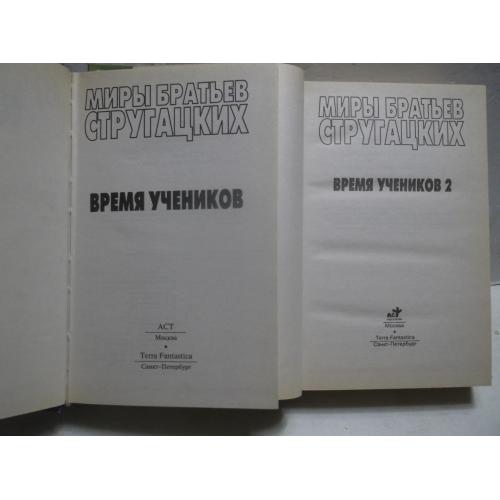 МИРЫ БРАТЬЕВ
СТРУГАЦКИХ
ВРЕМЯ УЧЕНИКОВ
АСТ
Москва
Terra Fantastica
Санкт–Петербург
МИРЫ БРАТЬЕВ
СТРУГАЦКИХ
ВРЕМЯ УЧЕНИКОВ 2
АСТ
Москва
Terra Fantastica
Санкт–Петербург